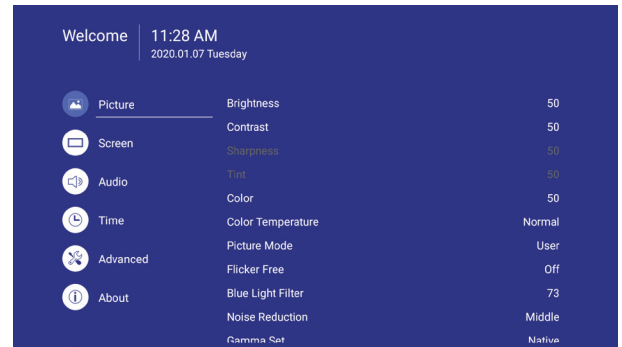 Welcome
11:28 AM
2020.01.07 Tuesday
Picture
Screen
Audio
Time
Advanced
About
Brightness 50
Contrast 50
Sharpness 50
Tint 50
Color 50
Color Temperature Normal
Picture Mode User
Flicker Free Off
Blue Light Filter 73
Noise Reduction Middle
Gamma Set Native